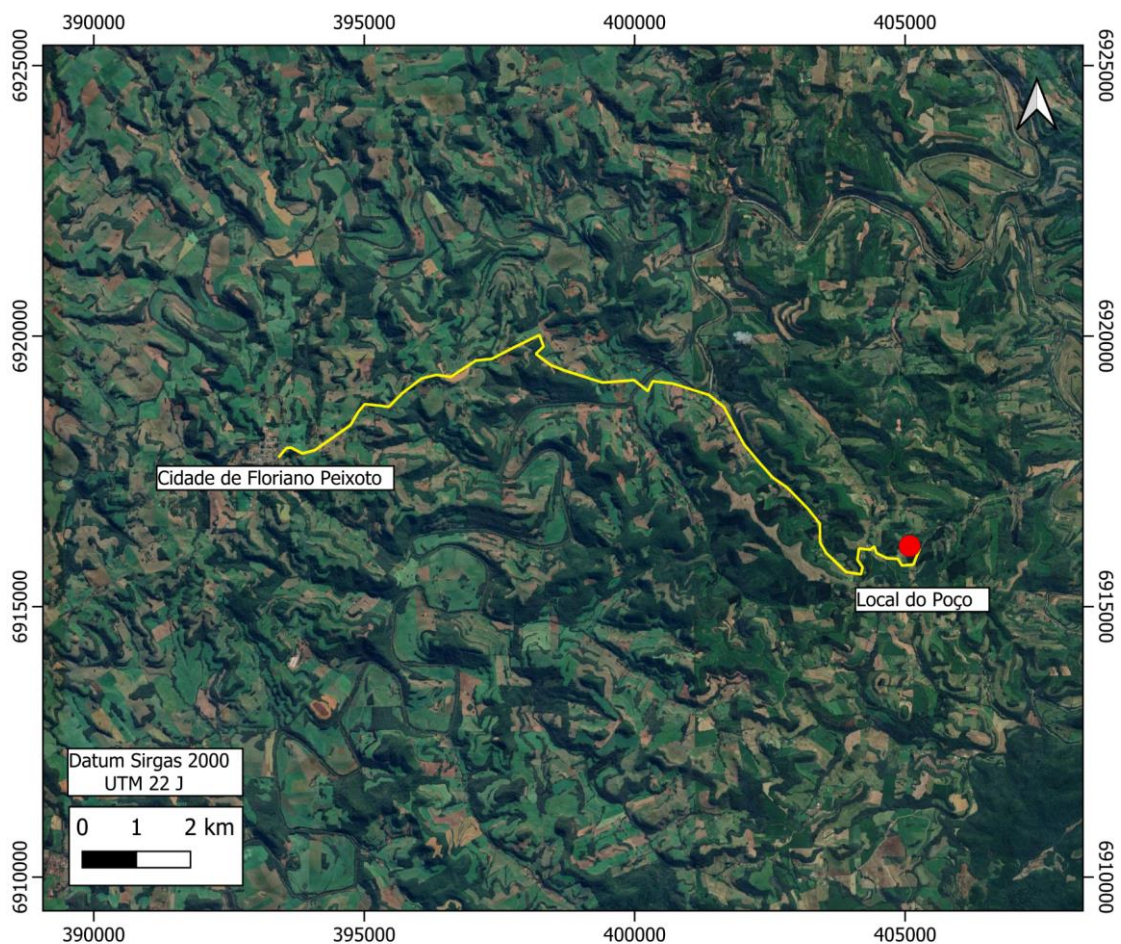 390000 395000 400000 405000
6925000 6925000
6920000 6920000
Cidade de Floriano Peixoto
Local do Poço
6915000 6915000
Datum Sirgas 2000
UTM 22 J
0 1 2 km
6910000 6910000
390000 395000 400000 405000